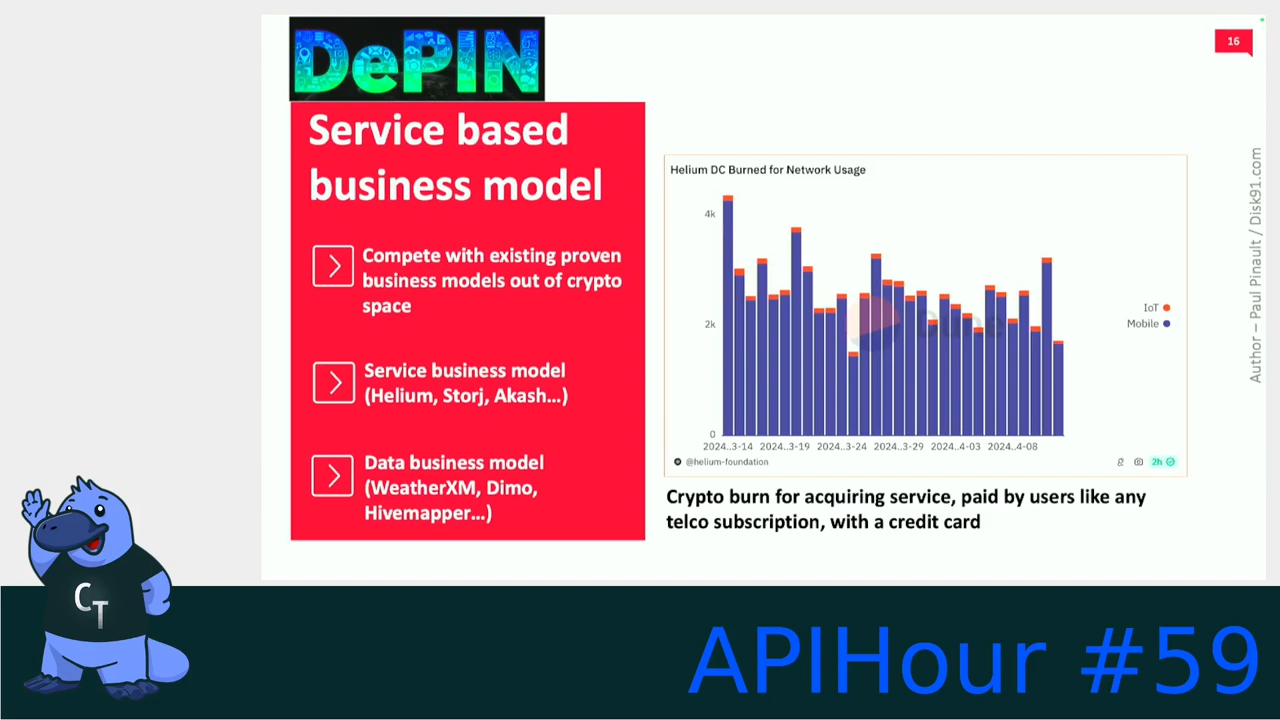 DePIN
16
Service based
business model
Compete with existing proven
business models out of crypto
space
Service business model
(Helium, Storj, Akash...)
Data business model
(WeatherXM, Dimo,
Hivemapper...)
Helium DC Burned for Network Usage
4k
2k
0
2024..3-14 2024..3-19 2024..3-24 2024..3-29 2024..4-03 2024..4-08
IoT
Mobile
Dune
@helium-foundation
2h
Crypto burn for acquiring service, paid by users like any
telco subscription, with a credit card
Author – Paul Pinault / Disk91.com
CT
APIHour #59